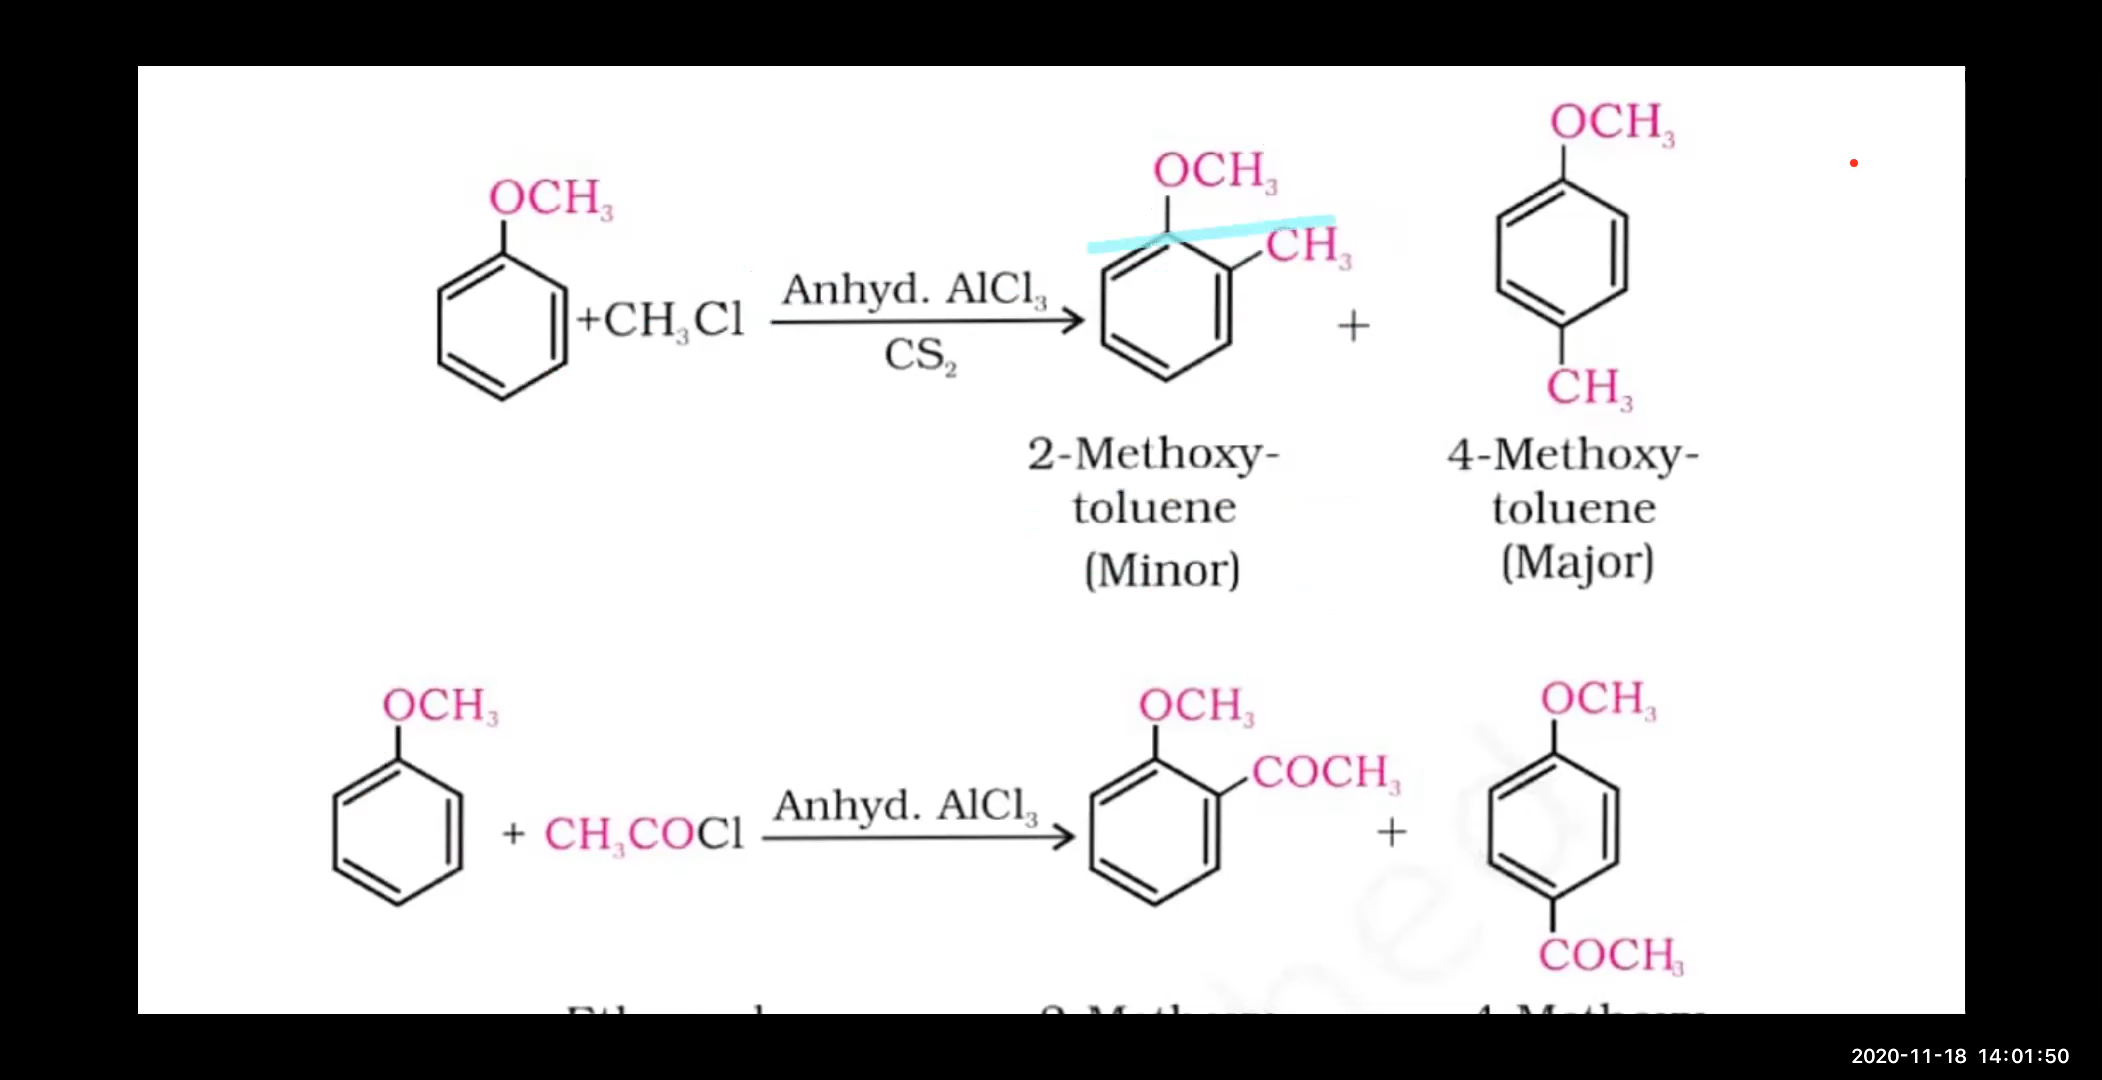 OCH₃
OCH₃
OCH₃
CH₃
+CH₃Cl
Anhyd. AlCl₃
CS₂
+
CH₃
2-Methoxy-
toluene
(Minor)
4-Methoxy-
toluene
(Major)
OCH₃
OCH₃
OCH₃
COCH₃
+ CH₃COCl
Anhyd. AlCl₃
+
COCH₃
2020-11-18 14:01:50